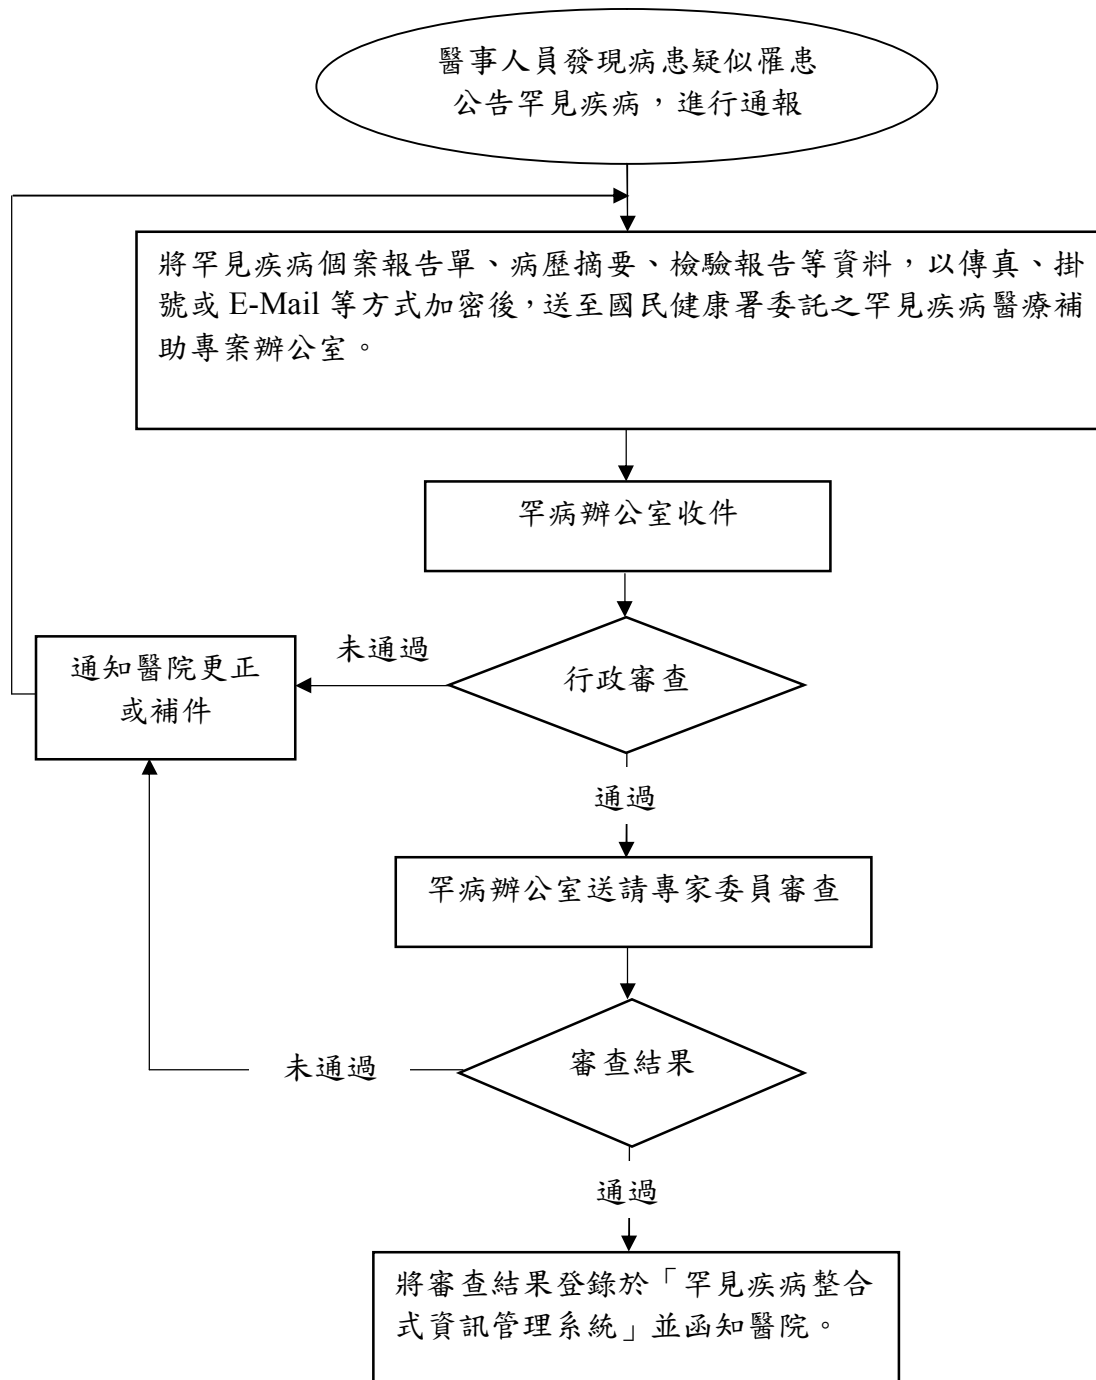 醫事人員發現病患疑似罹患
公告罕見疾病，進行通報
將罕見疾病個案報告單、病歷摘要、檢驗報告等資料，以傳真、掛
號或 E-Mail 等方式加密後，送至國民健康署委託之罕見疾病醫療補
助專案辦公室。
罕病辦公室收件
未通過
通知醫院更正
或補件
行政審查
通過
罕病辦公室送請專家委員審查
未通過
審查結果
通過
將審查結果登錄於「罕見疾病整合
式資訊管理系統」並函知醫院。